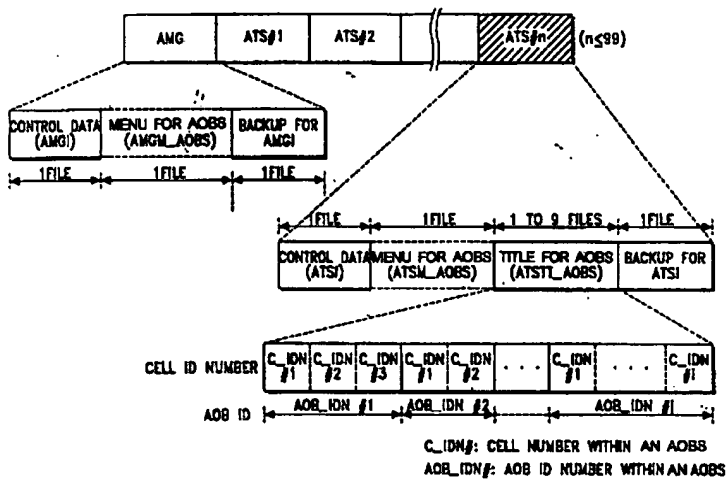 AMG ATS#1 ATS#2 ATS#n (n≤99)
CONTROL DATA (AMGI) MENU FOR AOBS (AMGM_AOBS) BACKUP FOR AMGI
1FILE 1FILE 1FILE
1FILE 1FILE 1 TO 9 FILES 1FILE
CONTROL DATA (ATSI) MENU FOR AOBS (ATSM_AOBS) TITLE FOR AOBS (ATSTT_AOBS) BACKUP FOR ATSI
CELL ID NUMBER C_IDN #1 C_IDN #2 C_IDN #3 C_IDN #1 C_IDN #2 ... C_IDN #1 ... C_IDN #i
AOB ID AOB_IDN #1 AOB_IDN #2 AOB_IDN #i
C_IDN#: CELL NUMBER WITHIN AN AOBS
AOB_IDN#: AOB ID NUMBER WITHIN AN AOBS